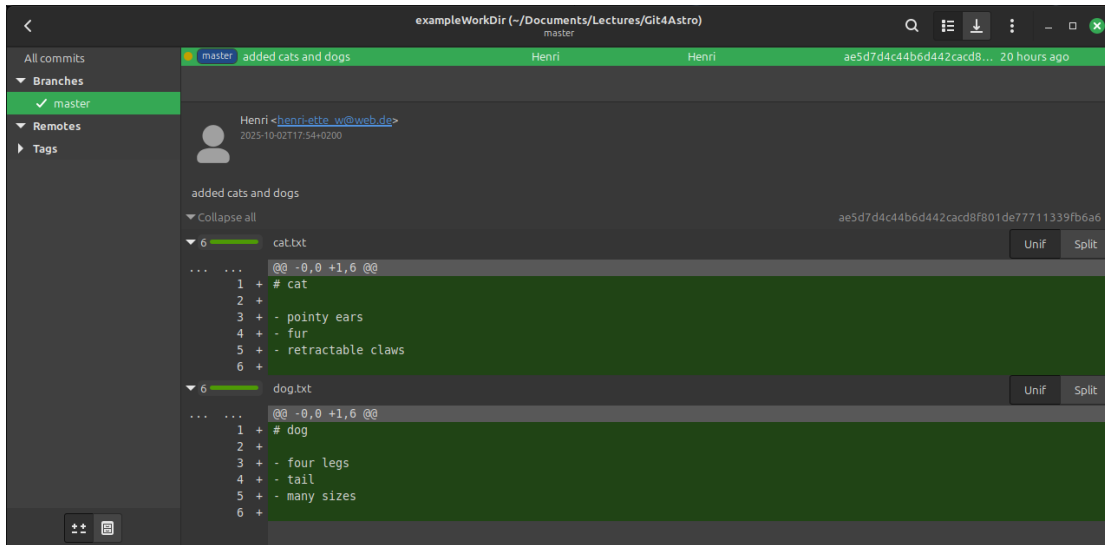 exampleWorkDir (~/Documents/Lectures/Git4Astro)
master
All commits
Branches
master
Remotes
Tags
master added cats and dogs Henri Henri ae5d7d4c44b6d442cacd8... 20 hours ago
Henri <henri-ette_w@web.de>
2025-10-02T17:54+0200
added cats and dogs
Collapse all ae5d7d4c44b6d442cacd8f801de77711339fb6a6
6 cat.txt Unif Split
... ... @@ -0,0 +1,6 @@
1 + # cat
2 +
3 + - pointy ears
4 + - fur
5 + - retractable claws
6 +
6 dog.txt Unif Split
... ... @@ -0,0 +1,6 @@
1 + # dog
2 +
3 + - four legs
4 + - tail
5 + - many sizes
6 +